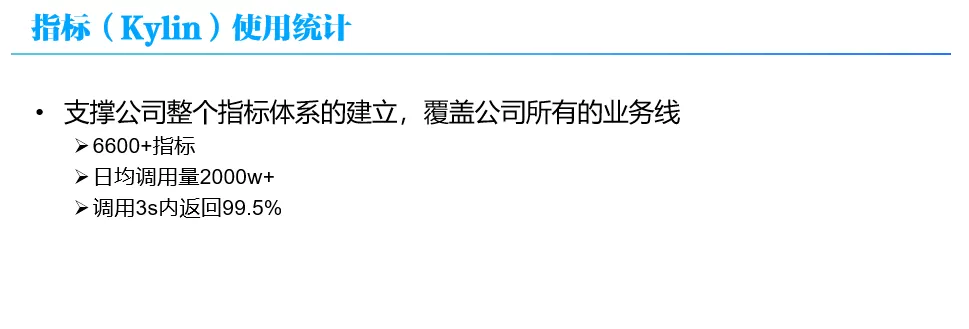 指标（Kylin）使用统计
• 支撑公司整个指标体系的建立，覆盖公司所有的业务线
➢ 6600+指标
➢ 日均调用量2000w+
➢ 调用3s内返回99.5%